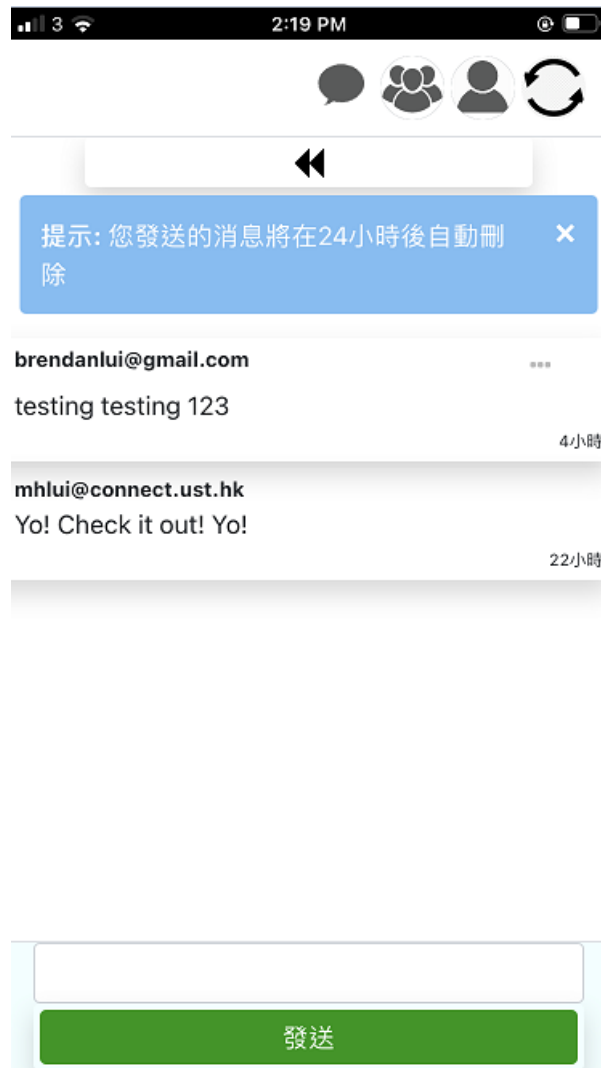 3 2:19 PM
提示: 您發送的消息將在24小時後自動刪
除
brendanlui@gmail.com
testing testing 123
4小時
mhlui@connect.ust.hk
Yo! Check it out! Yo!
22小時
發送